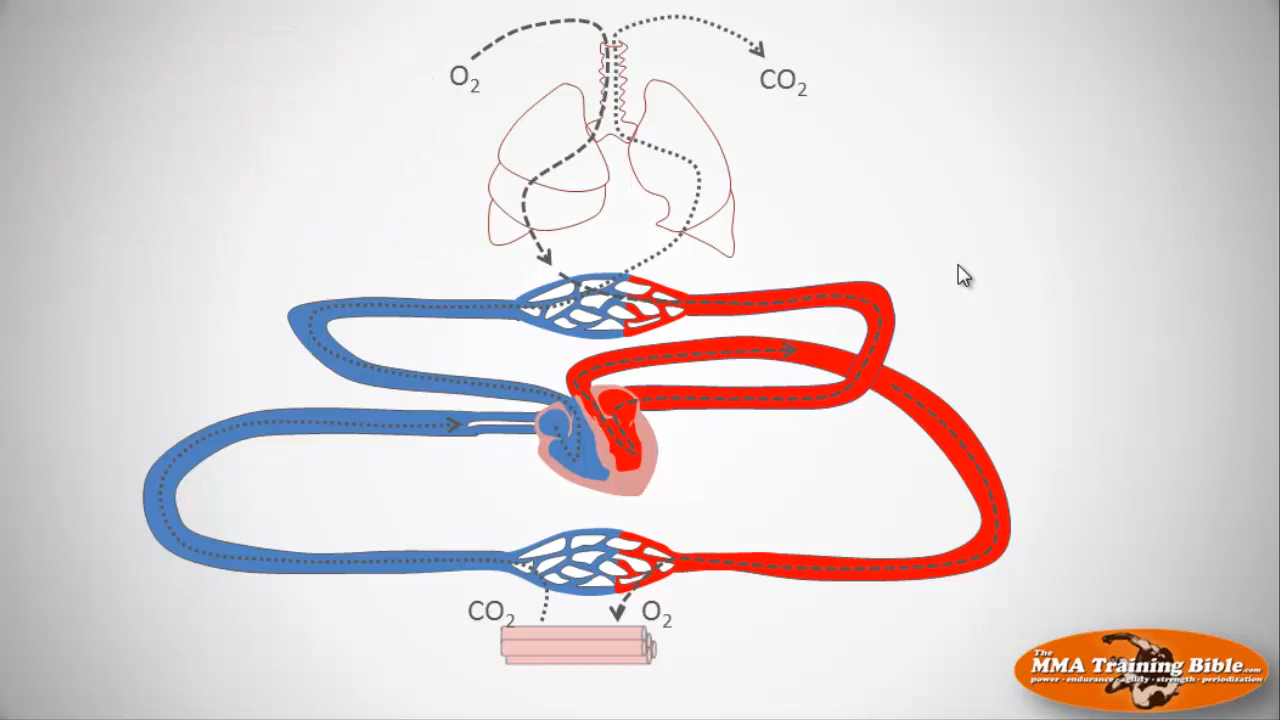 O₂
CO₂
CO₂
O₂
The
MMA Training Bible.com
power - endurance - agility - strength - periodization